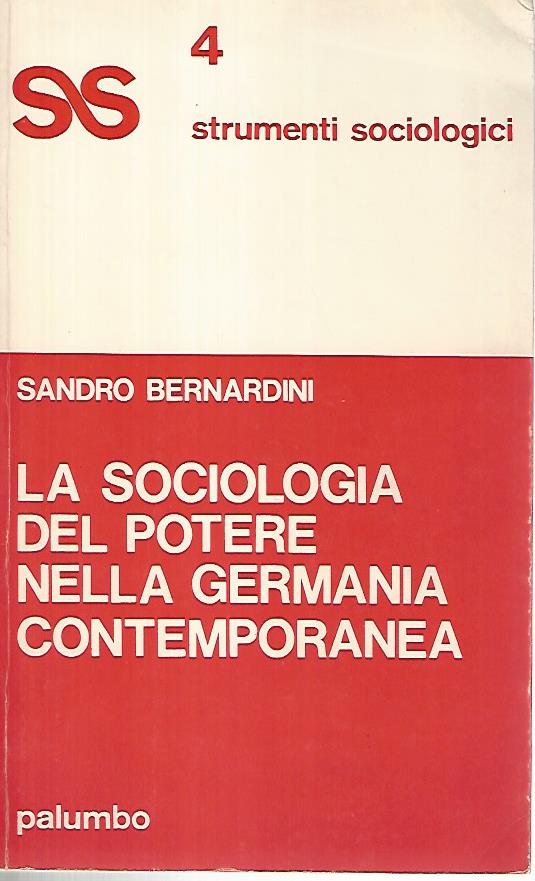 4
SS
strumenti sociologici
SANDRO BERNARDINI
LA SOCIOLOGIA
DEL POTERE
NELLA GERMANIA
CONTEMPORANEA
palumbo